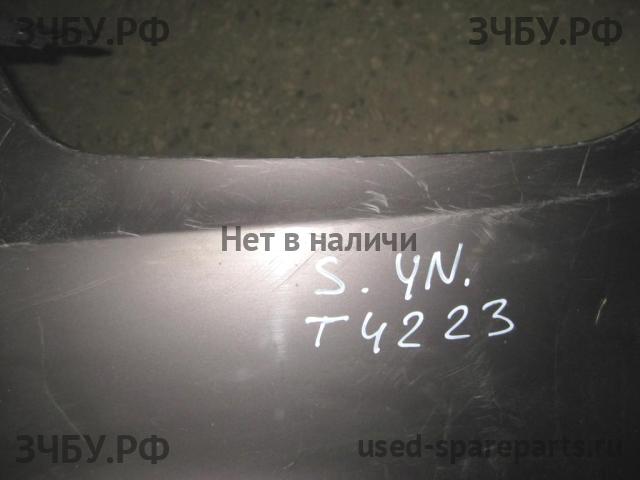 ЗЧБУ.РФ ЗЧБУ.РФ
Нет в наличи
S. YN.
T4223
ЗЧБУ.РФ used-spareparts.ru